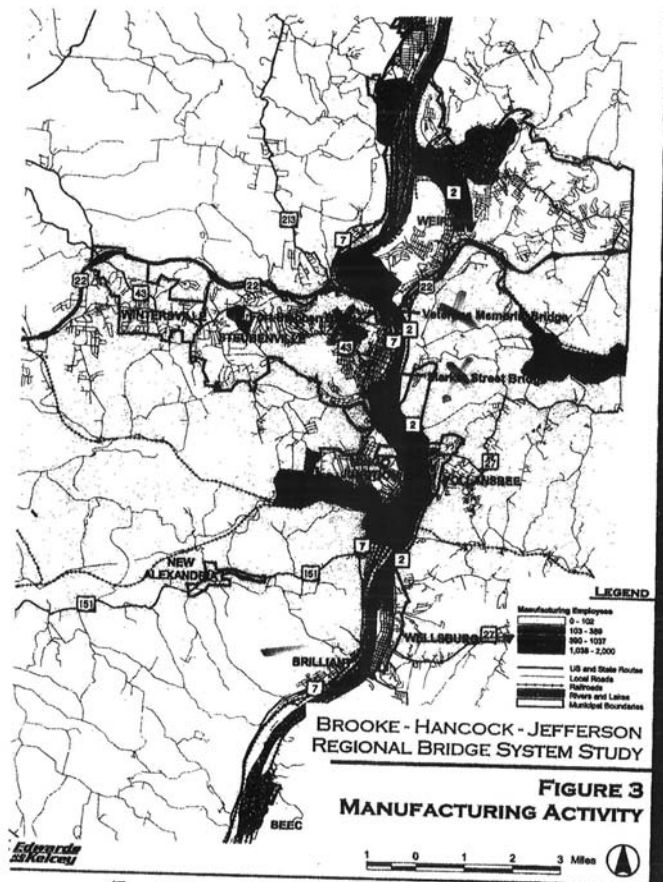 213
2
WEIR
7
22
43
22
22
WINTERSVILLE
STEUBENVILLE
Veterans Memorial Bridge
2
7
43
Market Street Bridge
2
27
FOLLANSBEE
7
2
NEW
ALEXANDRIA
151
151
WELLSBURG
27
BRILLIANT
7
BEEC
LEGEND
Manufacturing Employees
0 - 102
103 - 389
390 - 1037
1,038 - 2,000
US and State Routes
Local Roads
Railroads
Rivers and Lakes
Municipal Boundaries
BROOKE - HANCOCK - JEFFERSON
REGIONAL BRIDGE SYSTEM STUDY
FIGURE 3
MANUFACTURING ACTIVITY
Edwards
and Kelcey
1 0 1 2 3 Miles